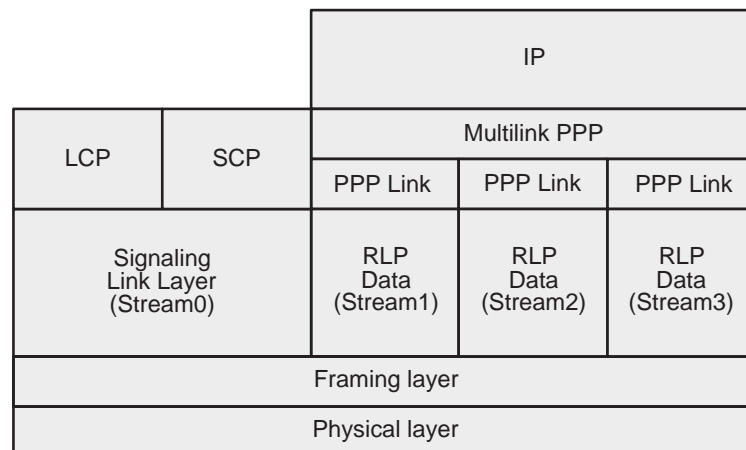 IP
LCP
SCP
Multilink PPP
PPP Link
PPP Link
PPP Link
Signaling
Link Layer
(Stream0)
RLP
Data
(Stream1)
RLP
Data
(Stream2)
RLP
Data
(Stream3)
Framing layer
Physical layer